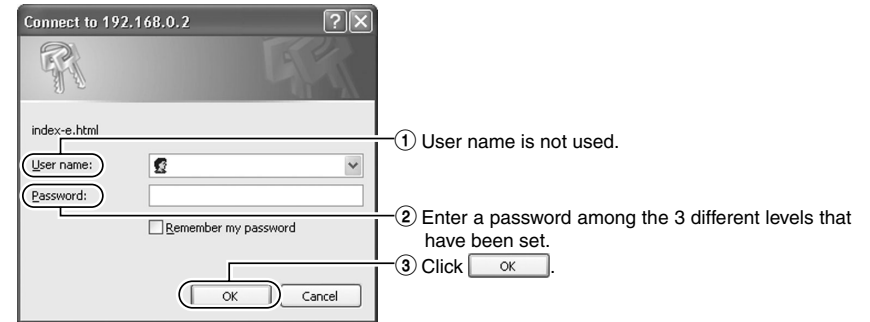 Connect to 192.168.0.2
index-e.html
① User name is not used.
User name:
Password:
② Enter a password among the 3 different levels that
have been set.
Remember my password
③ Click OK .
OK Cancel